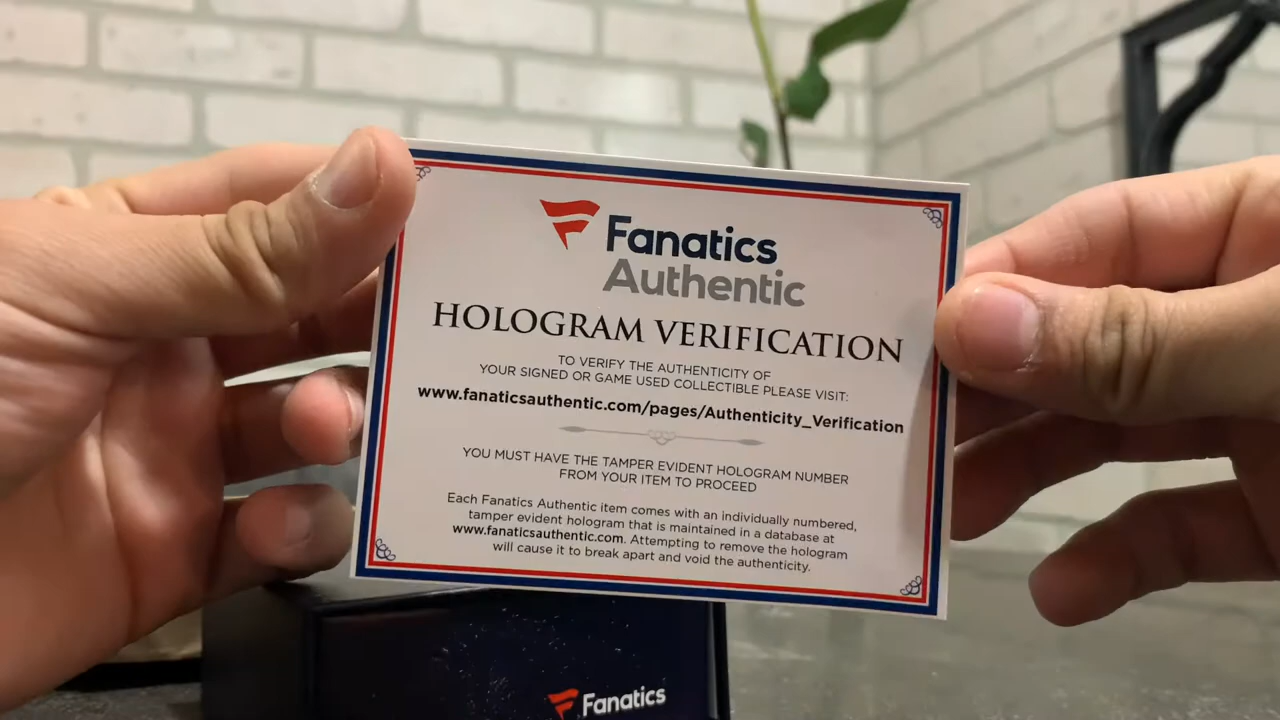 Fanatics
Authentic
HOLOGRAM VERIFICATION
TO VERIFY THE AUTHENTICITY OF
YOUR SIGNED OR GAME USED COLLECTIBLE PLEASE VISIT:
www.fanaticsauthentic.com/pages/Authenticity_Verification
YOU MUST HAVE THE TAMPER EVIDENT HOLOGRAM NUMBER
FROM YOUR ITEM TO PROCEED
Each Fanatics Authentic item comes with an individually numbered,
tamper evident hologram that is maintained in a database at
www.fanaticsauthentic.com. Attempting to remove the hologram
will cause it to break apart and void the authenticity.
Fanatics